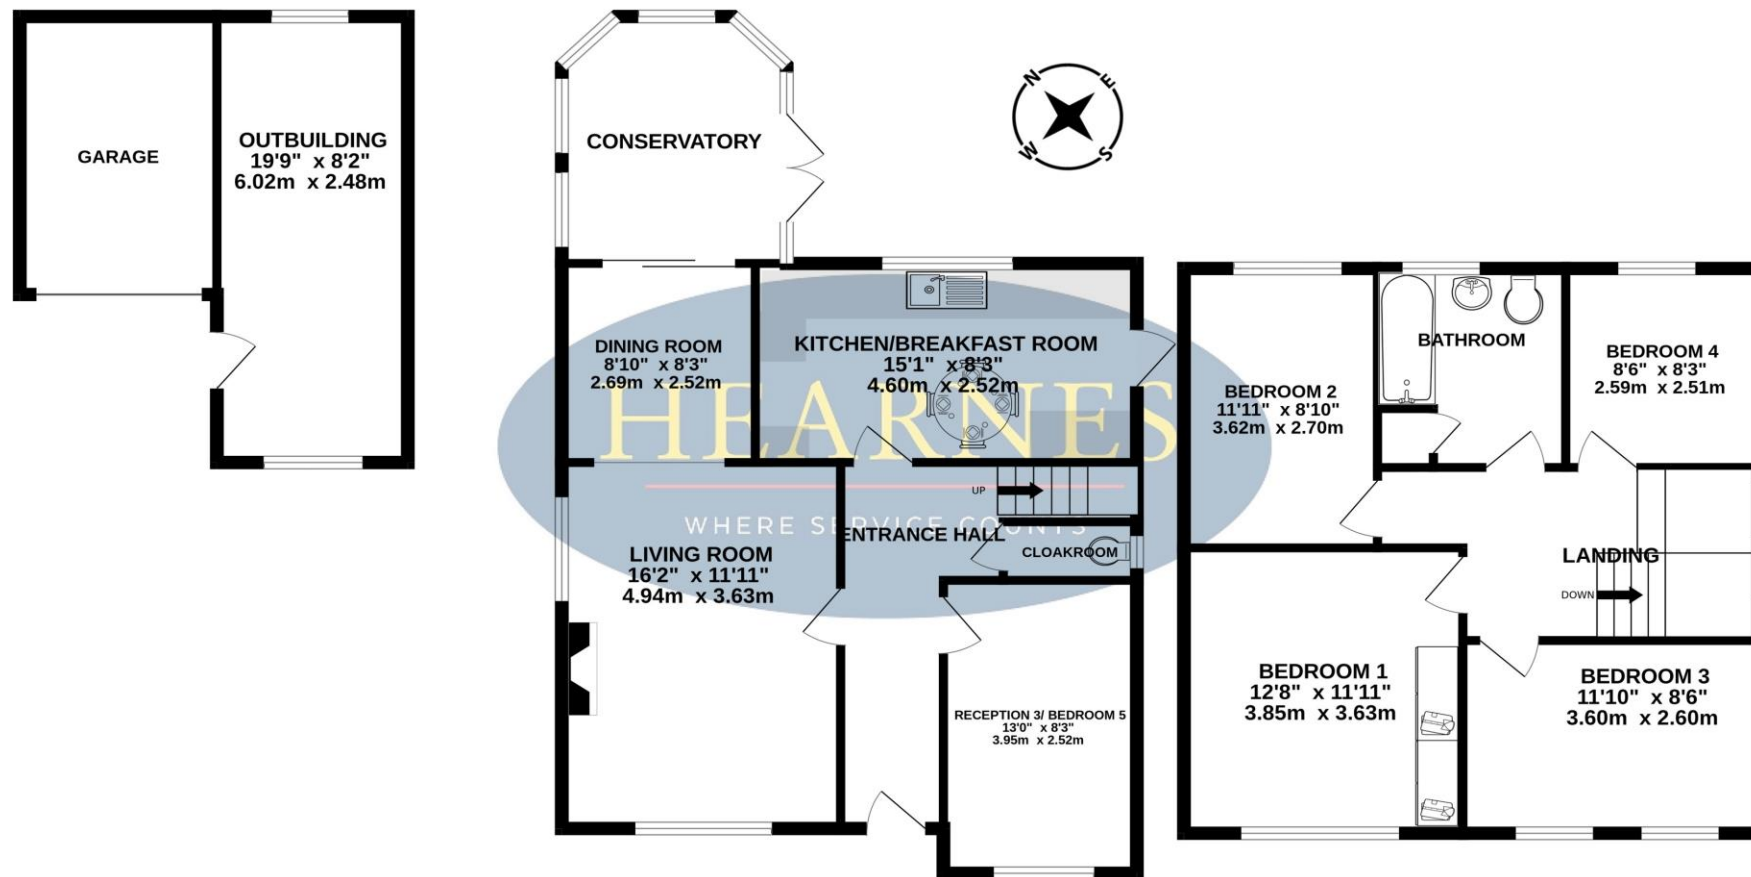 GARAGE
OUTBUILDING
19'9" x 8'2"
6.02m x 2.48m
CONSERVATORY
N
E
S
W
DINING ROOM
8'10" x 8'3"
2.69m x 2.52m
KITCHEN/BREAKFAST ROOM
15'1" x 8'3"
4.60m x 2.52m
HEARNES
WHERE SERVICE COUNTS
UP
ENTRANCE HALL
CLOAKROOM
LIVING ROOM
16'2" x 11'11"
4.94m x 3.63m
RECEPTION 3/ BEDROOM 5
13'0" x 8'3"
3.95m x 2.52m
BEDROOM 2
11'11" x 8'10"
3.62m x 2.70m
BATHROOM
BEDROOM 4
8'6" x 8'3"
2.59m x 2.51m
LANDING
DOWN
BEDROOM 1
12'8" x 11'11"
3.85m x 3.63m
BEDROOM 3
11'10" x 8'6"
3.60m x 2.60m